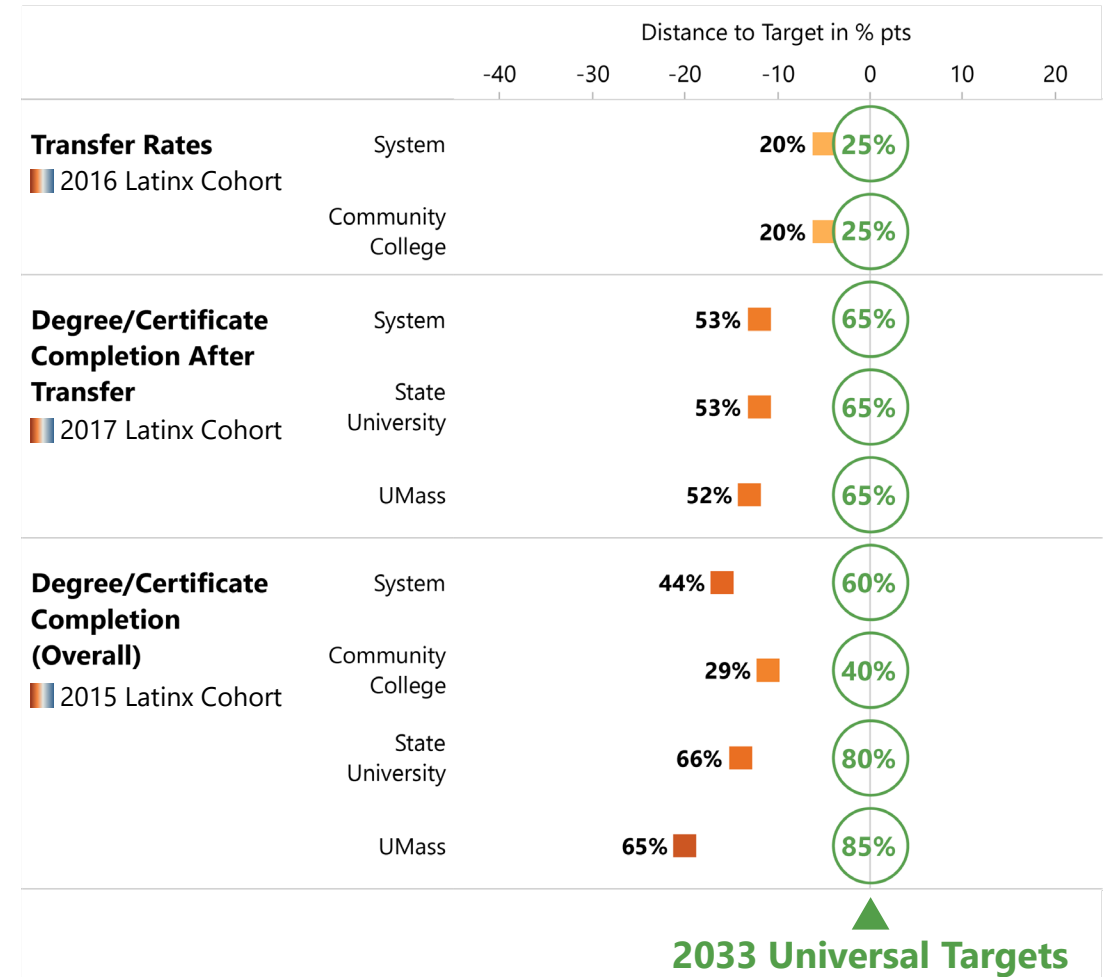 Distance to Target in % pts
-40 -30 -20 -10 0 10 20
Transfer Rates
2016 Latinx Cohort
System
20% 25%
Community
College
20% 25%
Degree/Certificate
Completion After
Transfer
2017 Latinx Cohort
System
53% 65%
State
University
53% 65%
UMass
52% 65%
Degree/Certificate
Completion
(Overall)
2015 Latinx Cohort
System
44% 60%
Community
College
29% 40%
State
University
66% 80%
UMass
65% 85%
2033 Universal Targets